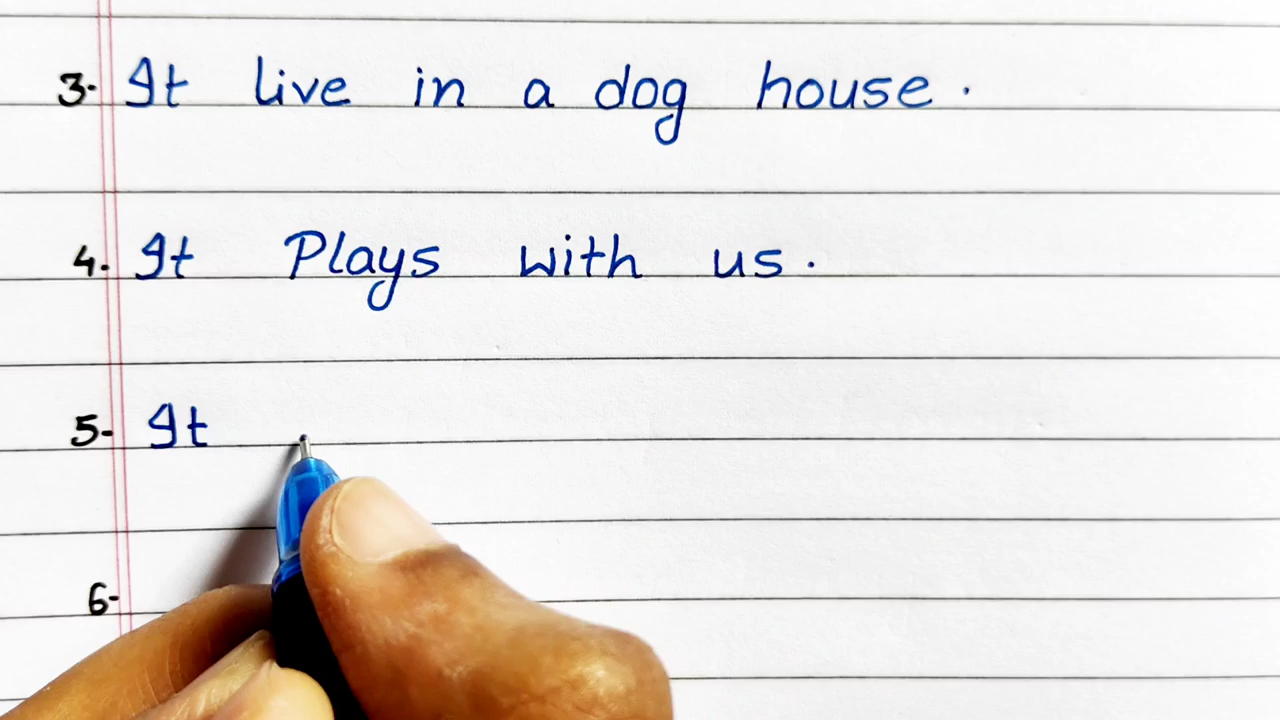 3. It live in a dog house.
4. It Plays with us.
5- It
6-